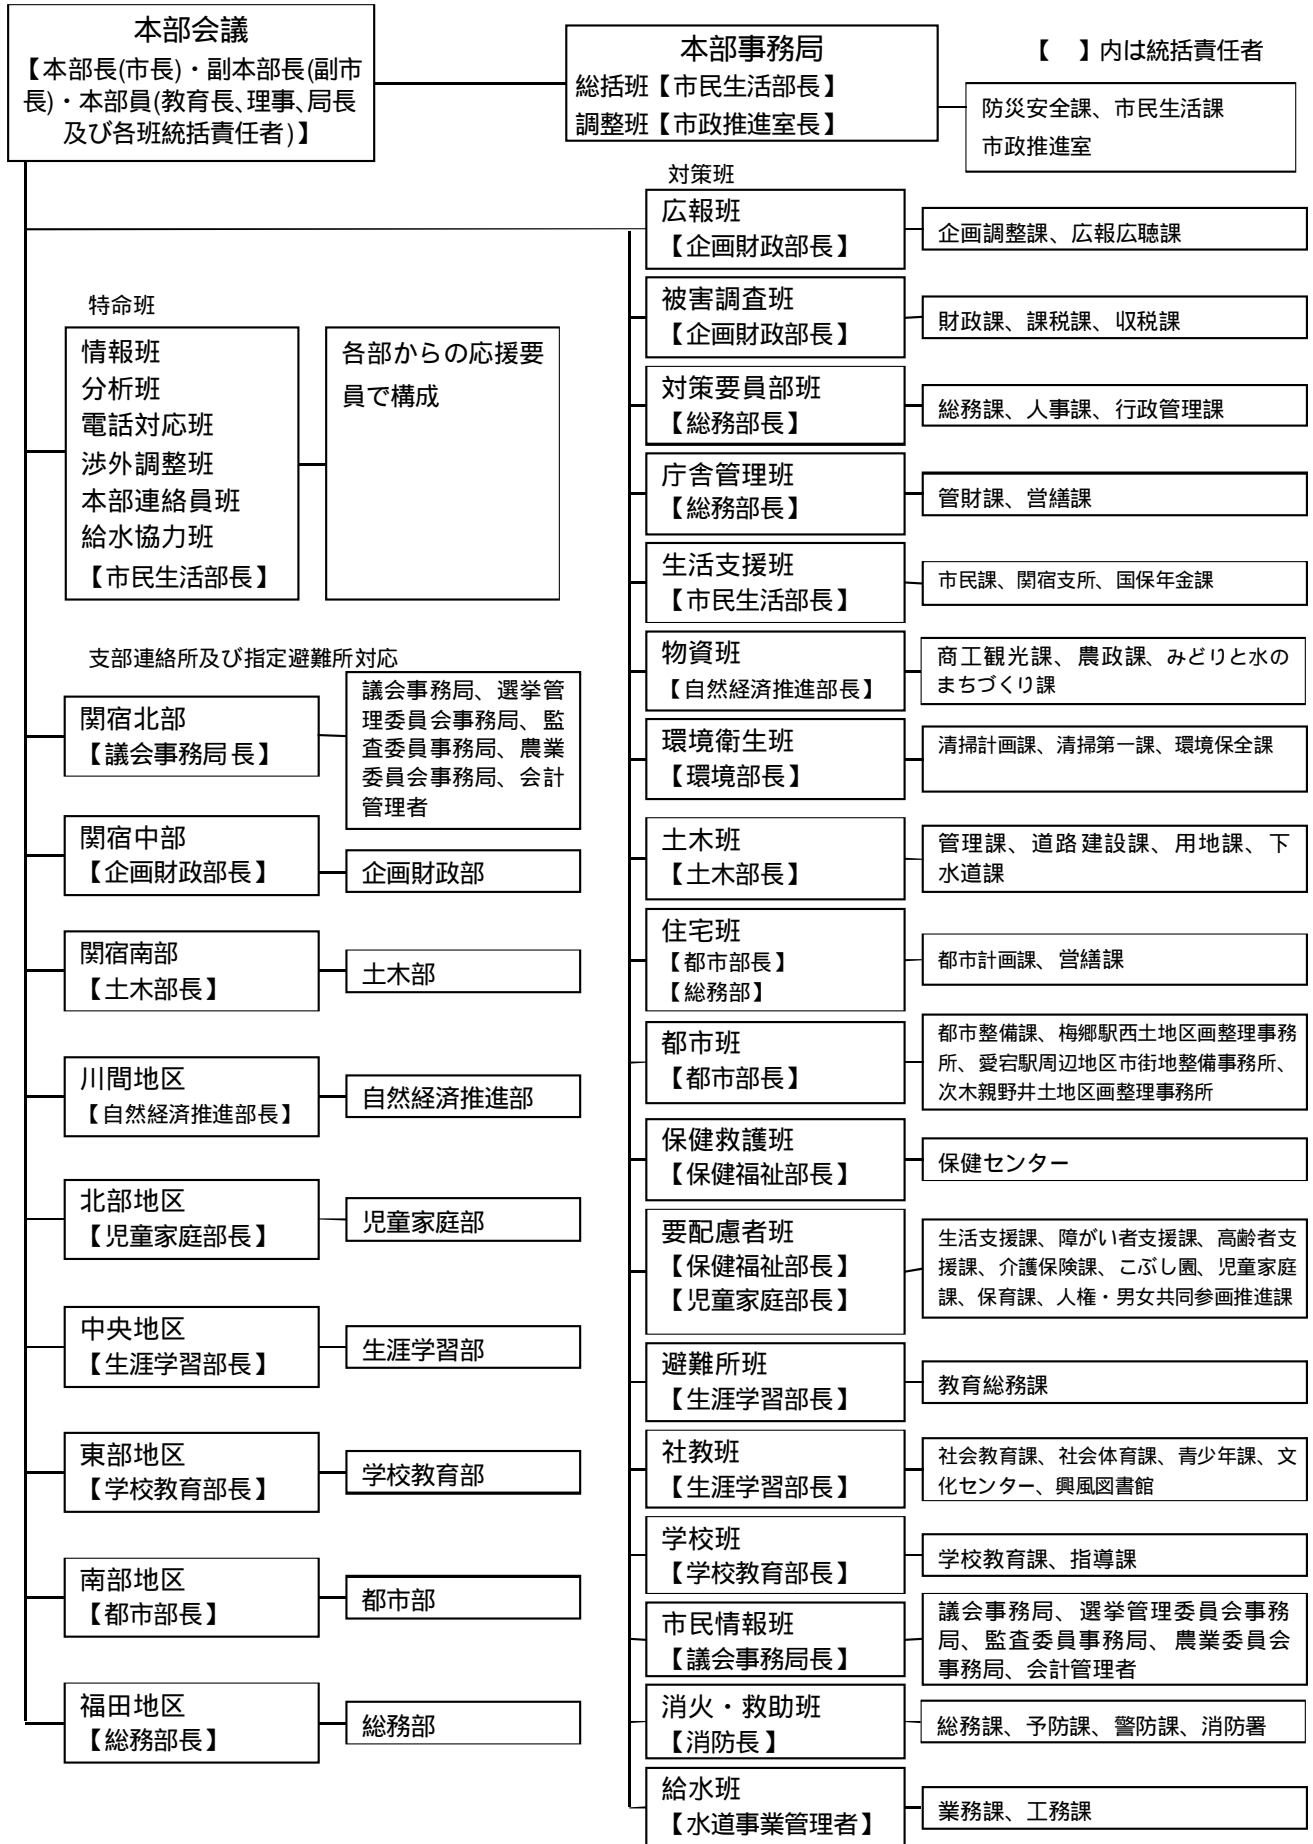 本部会議
【本部長(市長)・副本部長(副市
長)・本部員(教育長、理事、局長
及び各班統括責任者)】
本部事務局
総括班【市民生活部長】
調整班【市政推進室長】
【　】内は統括責任者
防災安全課、市民生活課
市政推進室
特命班
情報班
分析班
電話対応班
渉外調整班
本部連絡員班
給水協力班
【市民生活部長】
各部からの応援要
員で構成
支部連絡所及び指定避難所対応
関宿北部
【議会事務局長】
議会事務局、選挙管
理委員会事務局、監
査委員事務局、農業
委員会事務局、会計
管理者
関宿中部
【企画財政部長】
企画財政部
関宿南部
【土木部長】
土木部
川間地区
【自然経済推進部長】
自然経済推進部
北部地区
【児童家庭部長】
児童家庭部
中央地区
【生涯学習部長】
生涯学習部
東部地区
【学校教育部長】
学校教育部
南部地区
【都市部長】
都市部
福田地区
【総務部長】
総務部
対策班
広報班
【企画財政部長】
企画調整課、広報広聴課
被害調査班
【企画財政部長】
財政課、課税課、収税課
対策要員部班
【総務部長】
総務課、人事課、行政管理課
庁舎管理班
【総務部長】
管財課、営繕課
生活支援班
【市民生活部長】
市民課、関宿支所、国保年金課
物資班
【自然経済推進部長】
商工観光課、農政課、みどりと水の
まちづくり課
環境衛生班
【環境部長】
清掃計画課、清掃第一課、環境保全課
土木班
【土木部長】
管理課、道路建設課、用地課、下
水道課
住宅班
【都市部長】
【総務部】
都市計画課、営繕課
都市班
【都市部長】
都市整備課、梅郷駅西土地区画整理事務
所、愛宕駅周辺地区市街地整備事務所、
次木親野井土地区画整理事務所
保健救護班
【保健福祉部長】
保健センター
要配慮者班
【保健福祉部長】
【児童家庭部長】
生活支援課、障がい者支援課、高齢者支
援課、介護保険課、こぶし園、児童家庭
課、保育課、人権・男女共同参画推進課
避難所班
【生涯学習部長】
教育総務課
社教班
【生涯学習部長】
社会教育課、社会体育課、青少年課、文
化センター、興風図書館
学校班
【学校教育部長】
学校教育課、指導課
市民情報班
【議会事務局長】
議会事務局、選挙管理委員会事務
局、監査委員事務局、農業委員会
事務局、会計管理者
消火・救助班
【消防長】
総務課、予防課、警防課、消防署
給水班
【水道事業管理者】
業務課、工務課